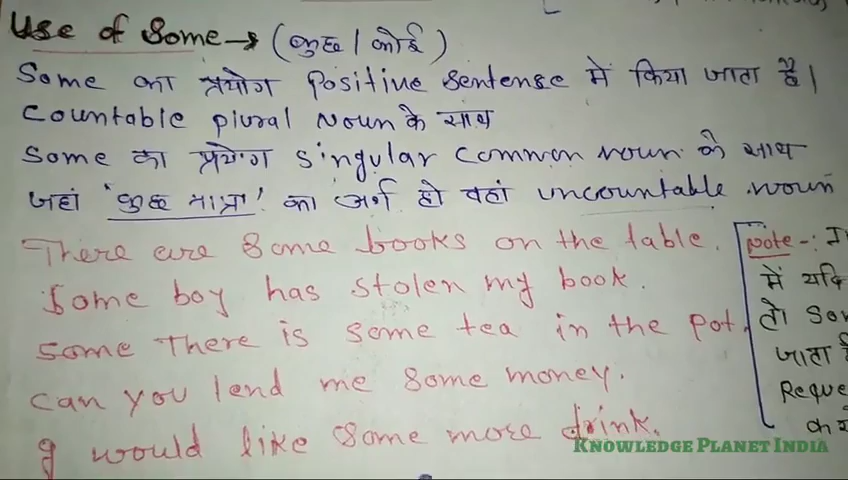 Use of Some→ (कुछ / कोई)
Some का प्रयोग Positive Sentense में किया जाता है।
Countable plural Noun के साथ
Some का प्रयोग Singular Common noun के साथ
जहां 'कुछ मात्रा' का अर्थ हो वहां uncountable noun
There are Some books on the table.
Some boy has stolen my book.
Some There is some tea in the pot.
Can you lend me Some money.
I would like Some more drink.
Note -:
में यदि
तो
जाता
KNOWLEDGE PLANET INDIA